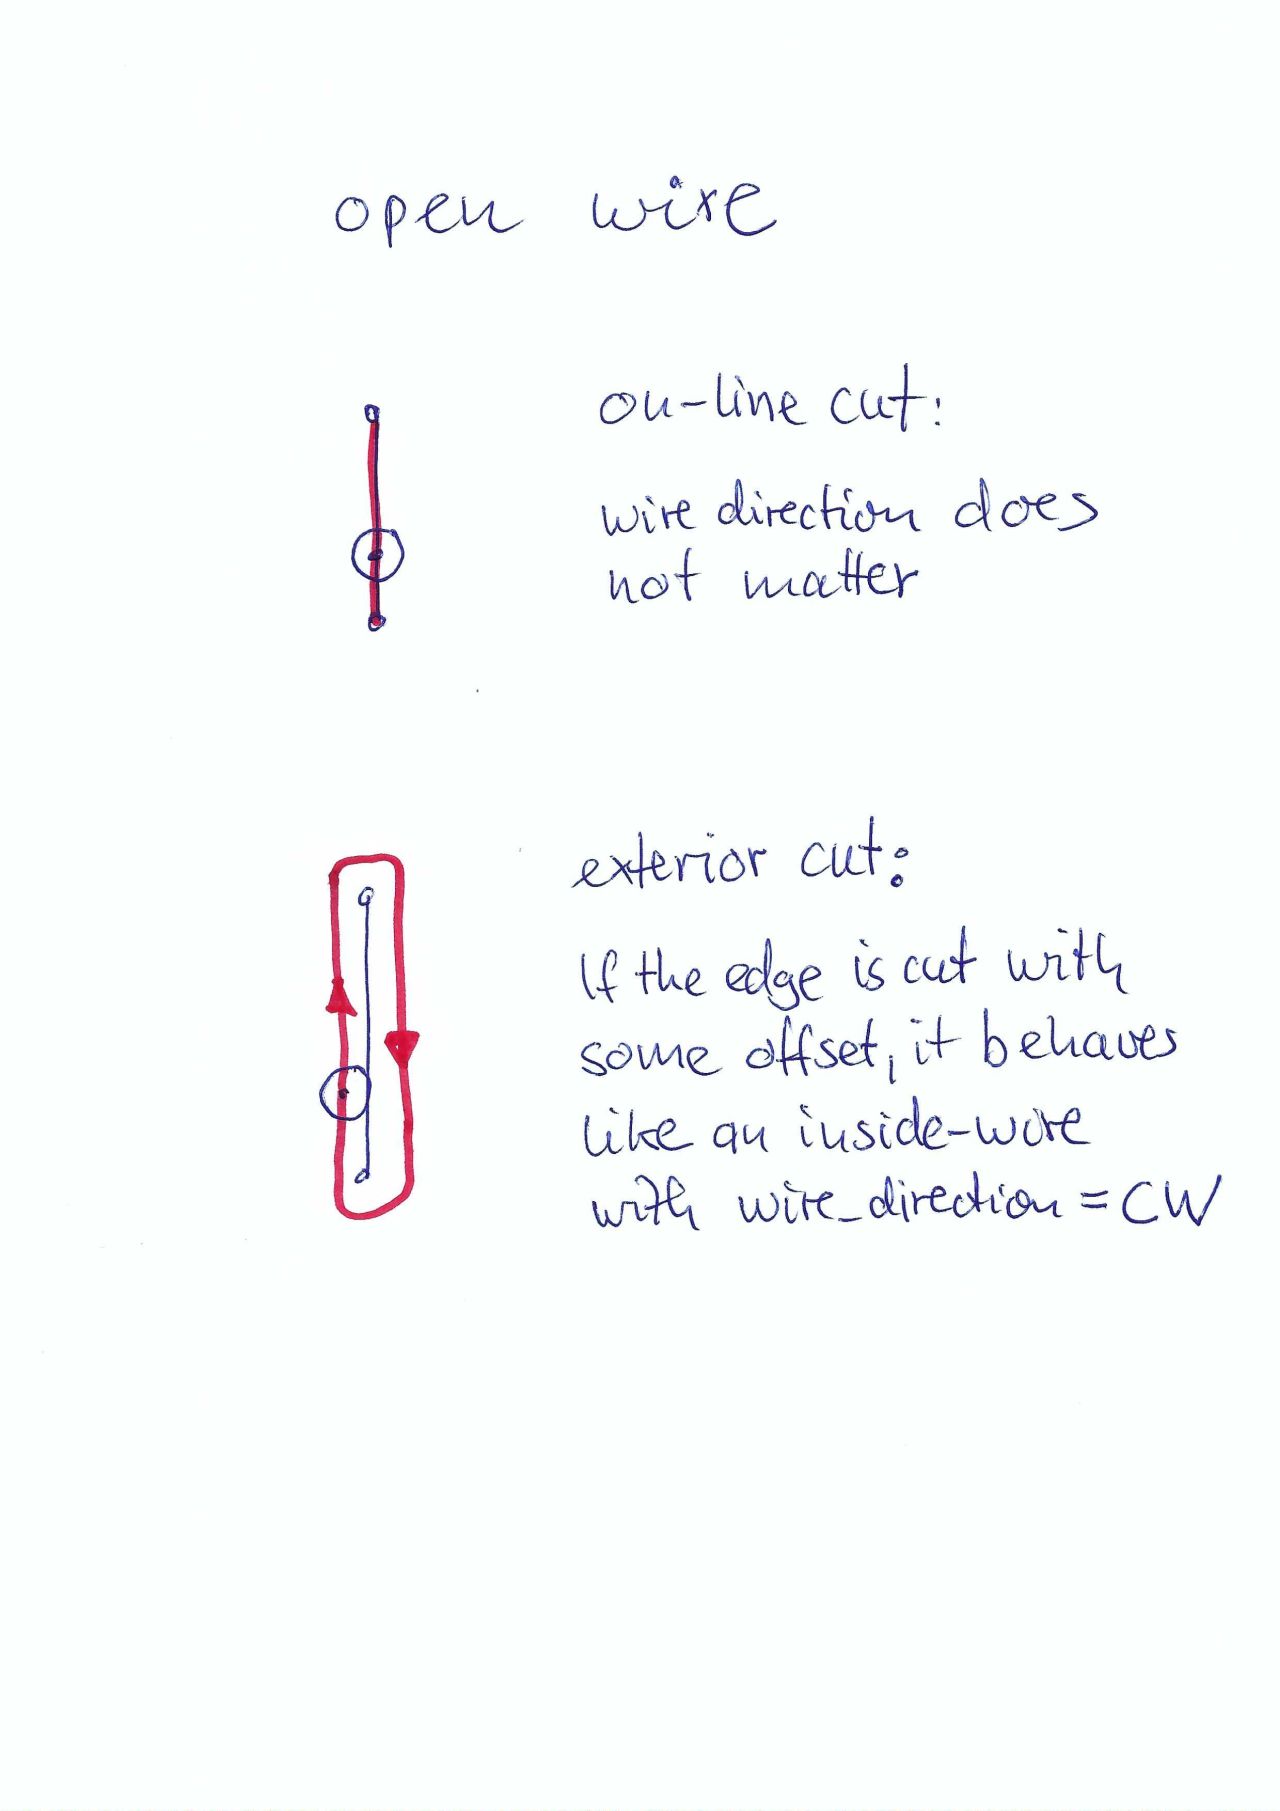 open wire
on-line cut:
wire direction does
not matter
exterior cut:
If the edge is cut with
some offset, it behaves
like an inside-wire
with wire_direction = CW